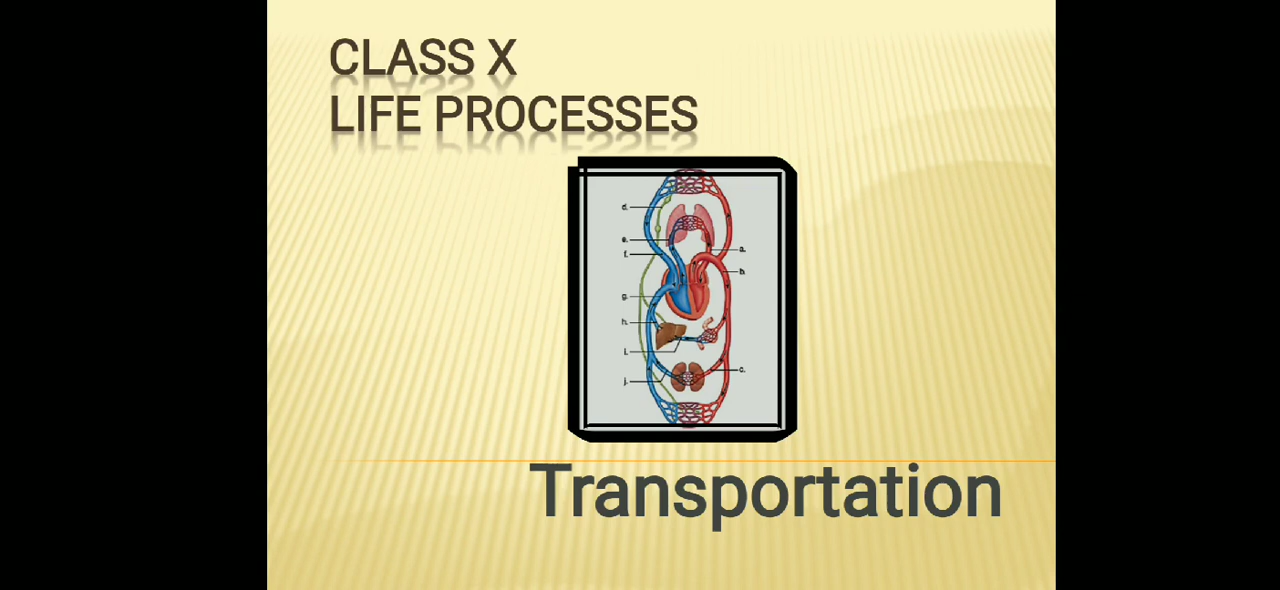 CLASS X
LIFE PROCESSES
d.
e.
a.
f.
b.
g.
h.
i.
c.
j.
Transportation